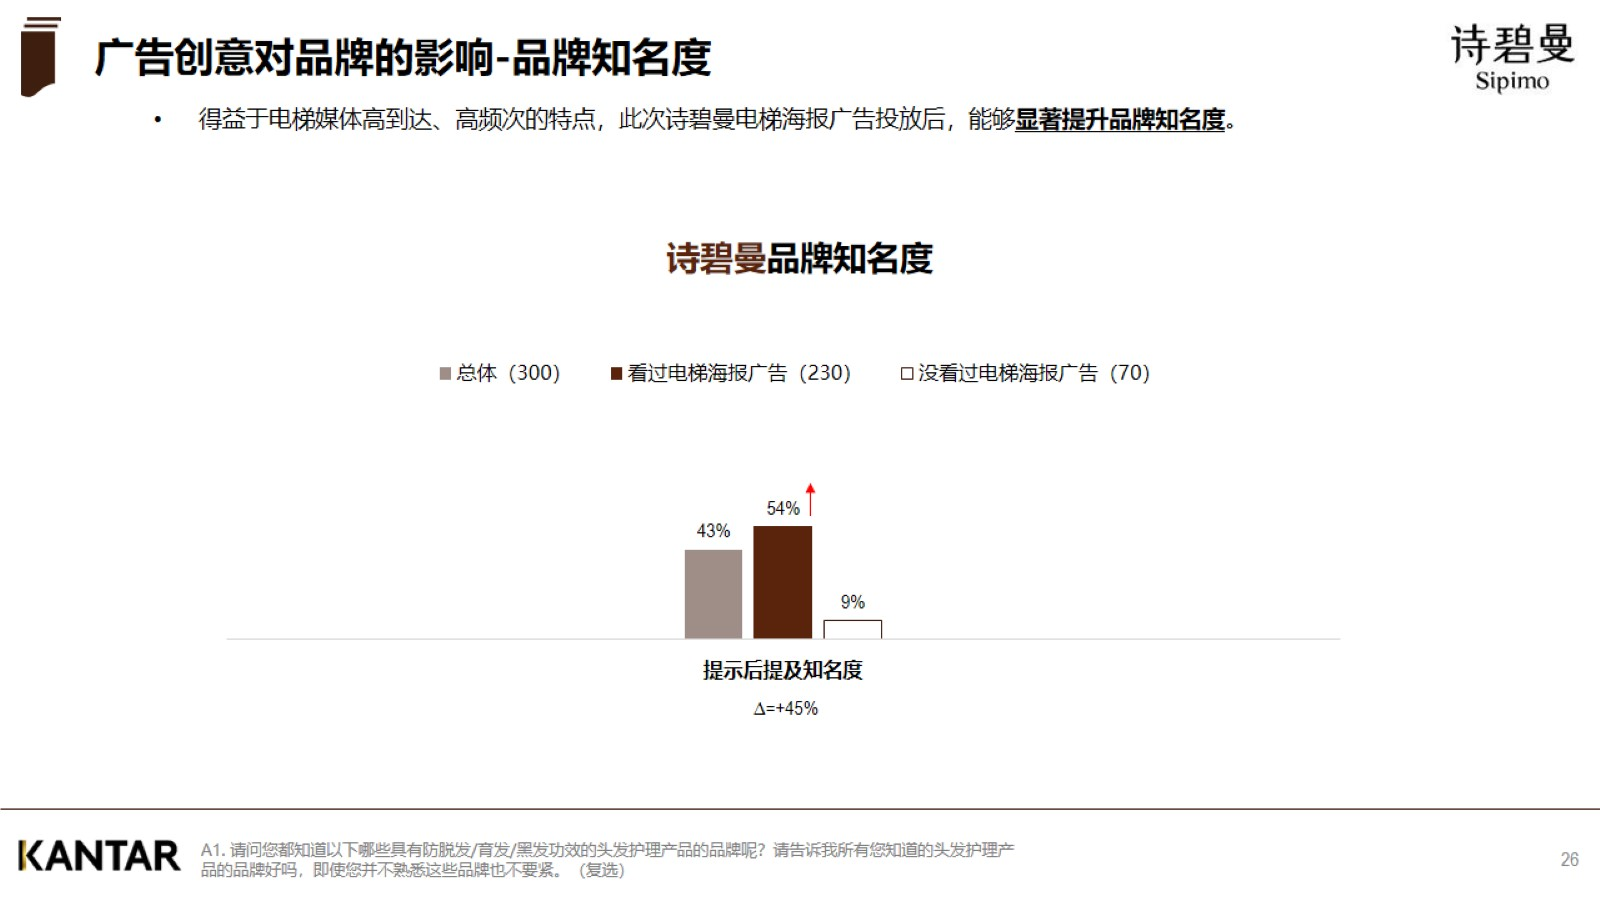 广告创意对品牌的影响-品牌知名度
诗碧曼
Sipimo
• 得益于电梯媒体高到达、高频次的特点，此次诗碧曼电梯海报广告投放后，能够显著提升品牌知名度。
诗碧曼品牌知名度
总体（300） 看过电梯海报广告（230） 没看过电梯海报广告（70）
54%
43%
9%
提示后提及知名度
Δ=+45%
KANTAR
A1. 请问您都知道以下哪些具有防脱发/育发/黑发功效的头发护理产品的品牌呢？请告诉我所有您知道的头发护理产
品的品牌好吗，即使您并不熟悉这些品牌也不要紧。（复选）
26